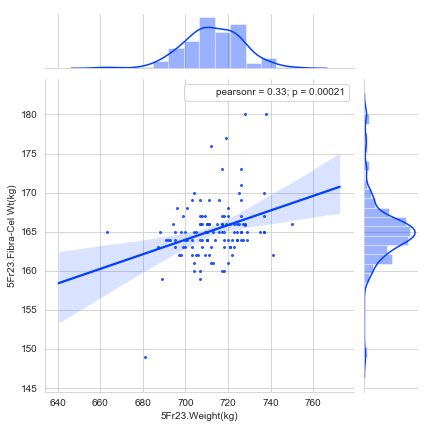 pearsonr = 0.33; p = 0.00021
180
175
170
165
160
155
150
145
5Fr23.Fibra-Cel Wt(kg)
640 660 680 700 720 740 760
5Fr23.Weight(kg)